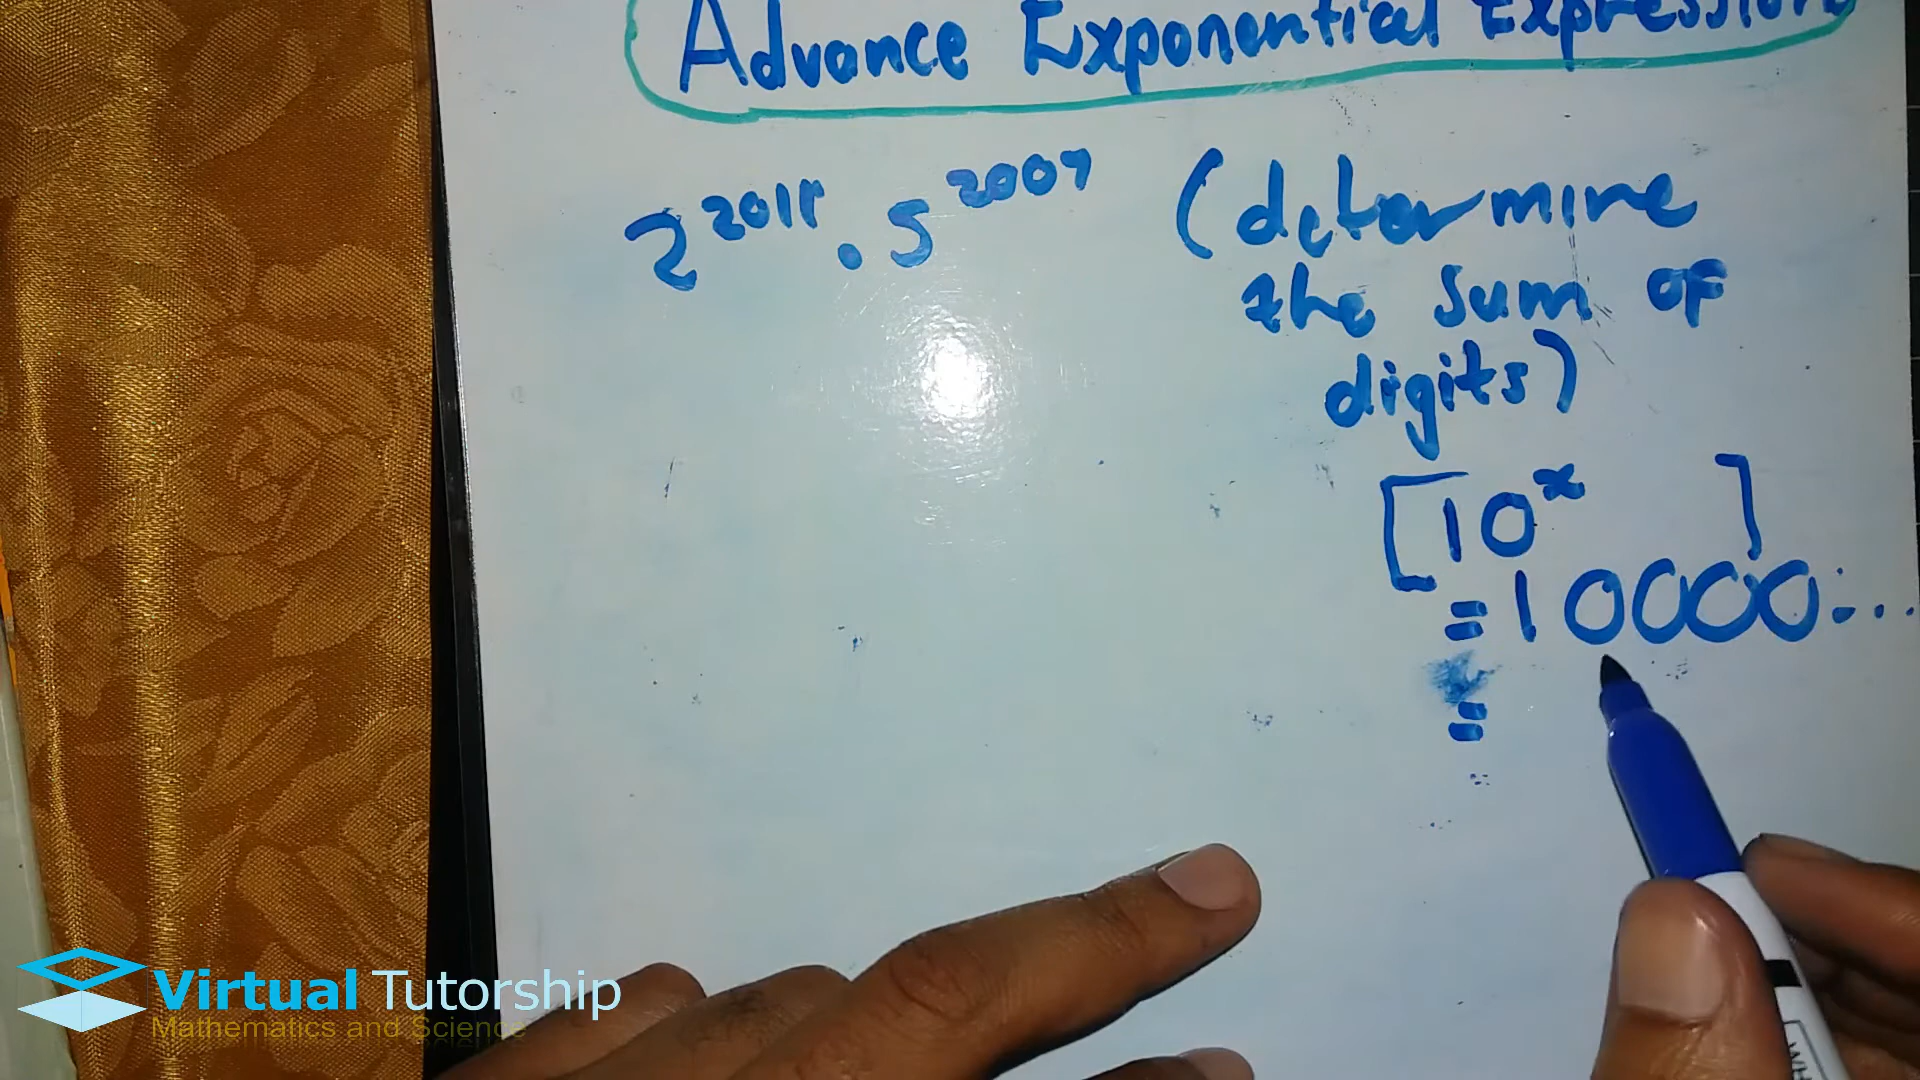 Advance Exponential Expression
2^2011 . 5^2007 (determine
the sum of
digits)
[10^x ]
= 10000...
=
Virtual Tutorship
Mathematics and Science